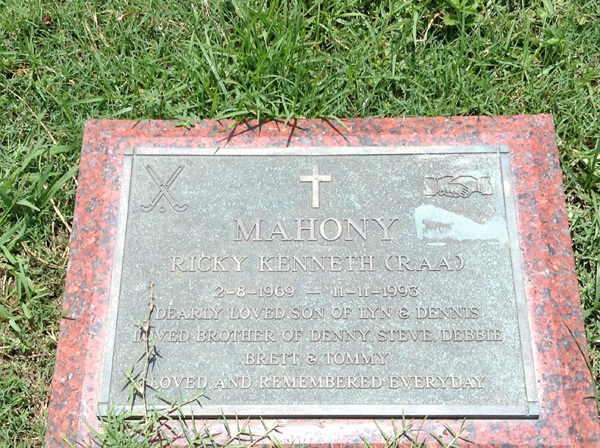 MAHONY
RICKY KENNETH (RAA)
2-8-1969 — 11-11-1993
DEARLY LOVED SON OF LYN & DENNIS
LOVED BROTHER OF DENNY, STEVE, DEBBIE
BRETT & TOMMY
LOVED AND REMEMBERED EVERYDAY